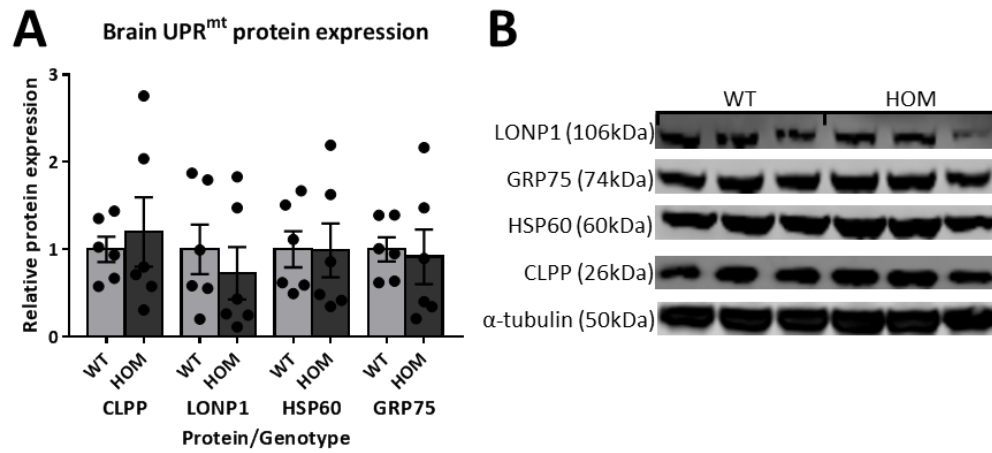 A
Brain UPRmt protein expression
Relative protein expression
3
2
1
0
WT HOM WT HOM WT HOM WT HOM
CLPP LONP1 HSP60 GRP75
Protein/Genotype
B
WT HOM
LONP1 (106kDa)
GRP75 (74kDa)
HSP60 (60kDa)
CLPP (26kDa)
α-tubulin (50kDa)